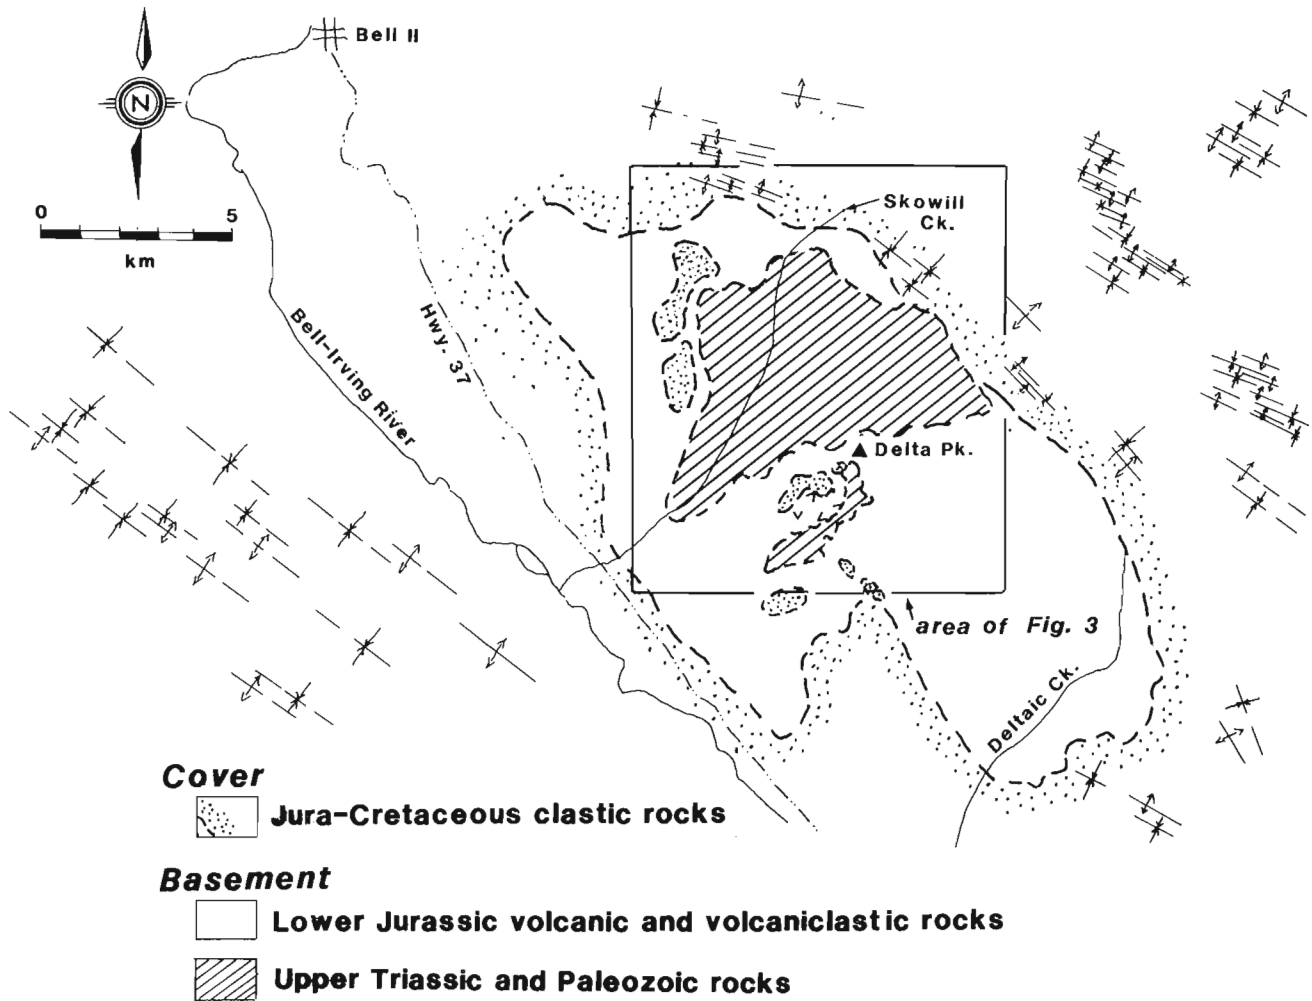 Bell II
N
0 5
km
Skowill
Ck.
Hwy. 37
Bell-Irving River
Delta Pk.
area of Fig. 3
Deltaic Ck.
Cover
Jura-Cretaceous clastic rocks
Basement
Lower Jurassic volcanic and volcaniclastic rocks
Upper Triassic and Paleozoic rocks